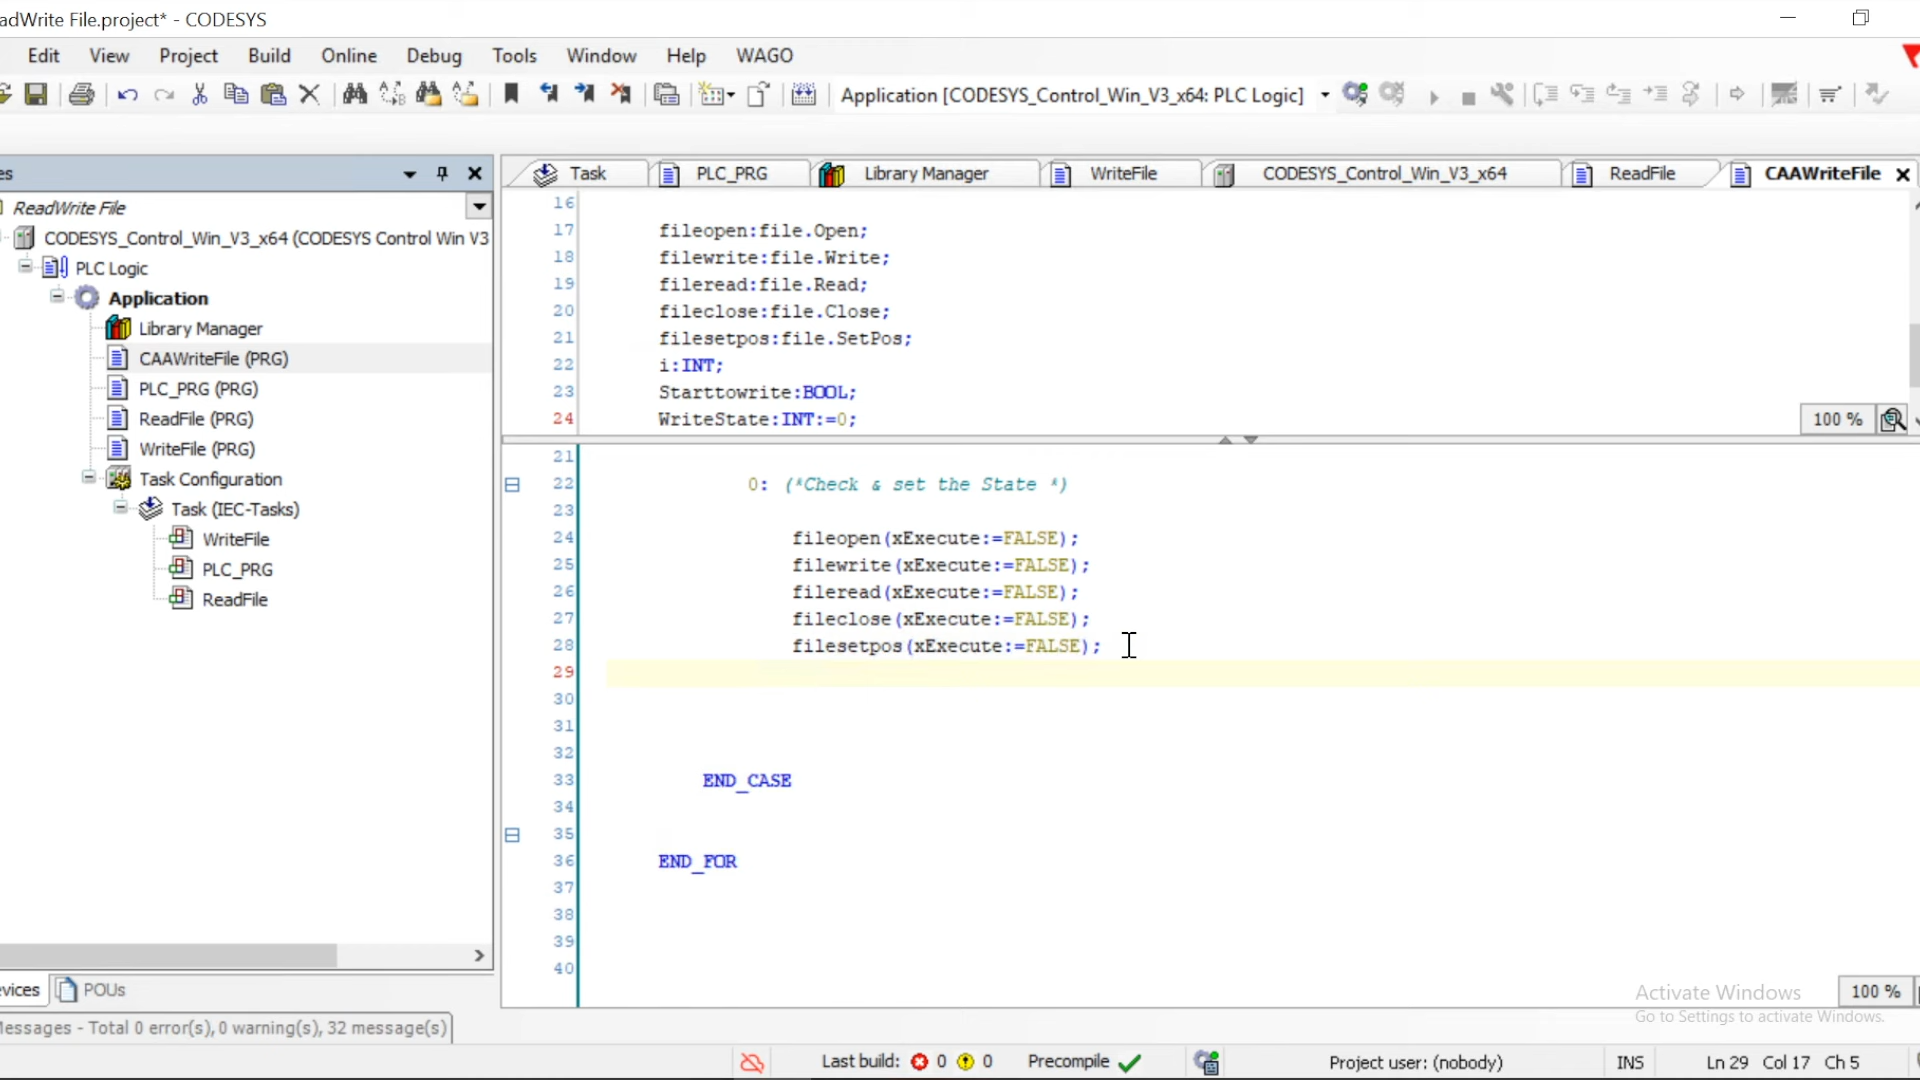 adWrite File.project* - CODESYS
Edit View Project Build Online Debug Tools Window Help WAGO
Application [CODESYS_Control_Win_V3_x64: PLC Logic]
es
Task PLC_PRG Library Manager WriteFile CODESYS_Control_Win_V3_x64 ReadFile CAAWriteFile
ReadWrite File
CODESYS_Control_Win_V3_x64 (CODESYS Control Win V3
PLC Logic
Application
Library Manager
CAAWriteFile (PRG)
PLC_PRG (PRG)
ReadFile (PRG)
WriteFile (PRG)
Task Configuration
Task (IEC-Tasks)
WriteFile
PLC_PRG
ReadFile
evices POUs
16
17 fileopen:file.Open;
18 filewrite:file.Write;
19 fileread:file.Read;
20 fileclose:file.Close;
21 filesetpos:file.SetPos;
22 i:INT;
23 Starttowrite:BOOL;
24 WriteState:INT:=0;
100 %
21
22 0: (*Check & set the State *)
23
24 fileopen(xExecute:=FALSE);
25 filewrite(xExecute:=FALSE);
26 fileread(xExecute:=FALSE);
27 fileclose(xExecute:=FALSE);
28 filesetpos(xExecute:=FALSE);
29
30
31
32
33 END_CASE
34
35
36 END_FOR
37
38
39
40
100 %
Activate Windows
Go to Settings to activate Windows.
Messages - Total 0 error(s), 0 warning(s), 32 message(s)
Last build: 0 0 Precompile Project user: (nobody) INS Ln 29 Col 17 Ch 5